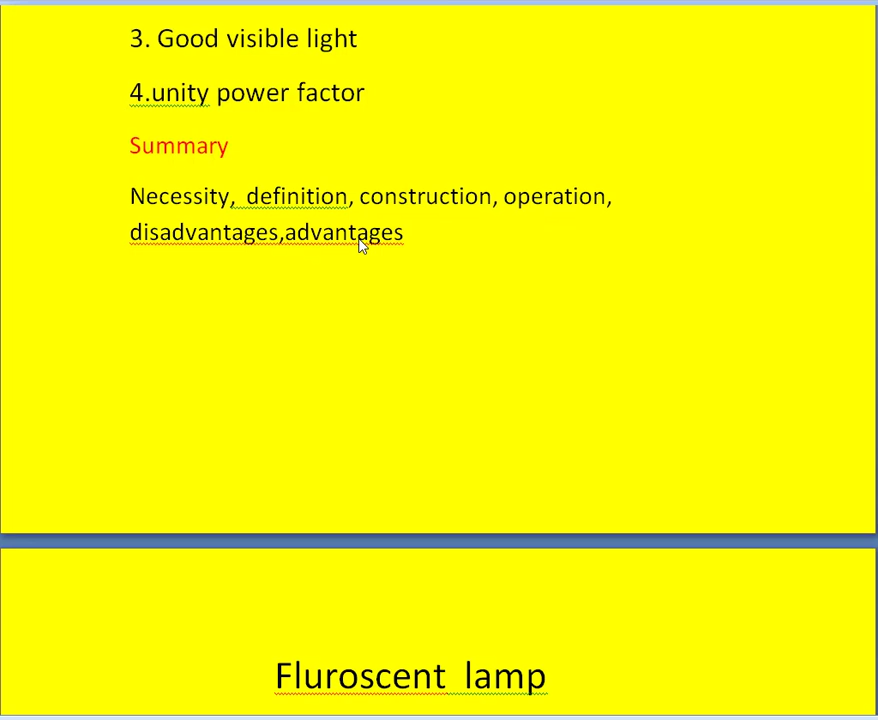 3. Good visible light
4.unity power factor
Summary
Necessity,  definition, construction, operation,
disadvantages,advantages
Fluroscent  lamp